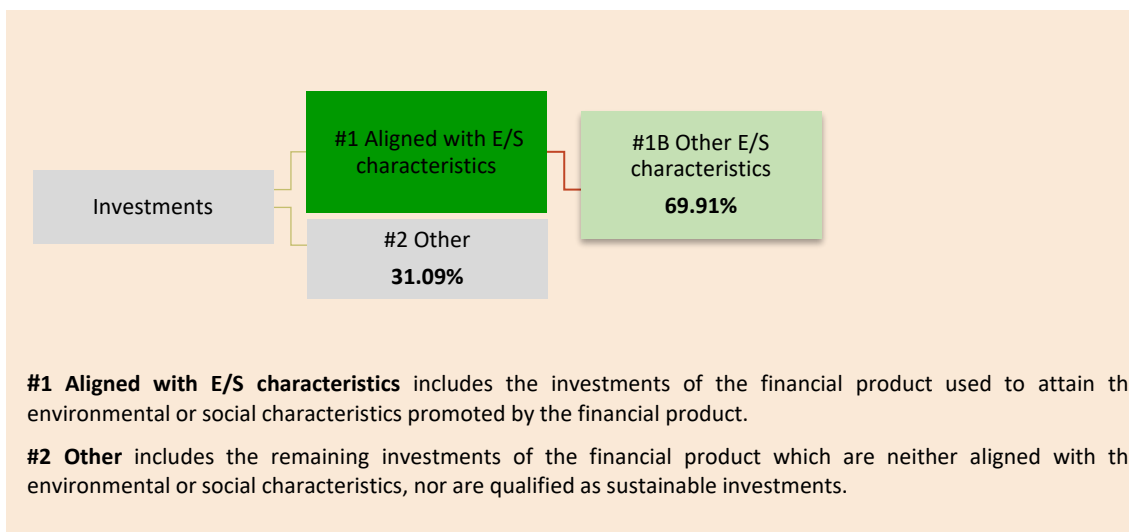 #1 Aligned with E/S
characteristics
#1B Other E/S
characteristics
69.91%
Investments
#2 Other
31.09%
#1 Aligned with E/S characteristics includes the investments of the financial product used to attain th
environmental or social characteristics promoted by the financial product.
#2 Other includes the remaining investments of the financial product which are neither aligned with th
environmental or social characteristics, nor are qualified as sustainable investments.